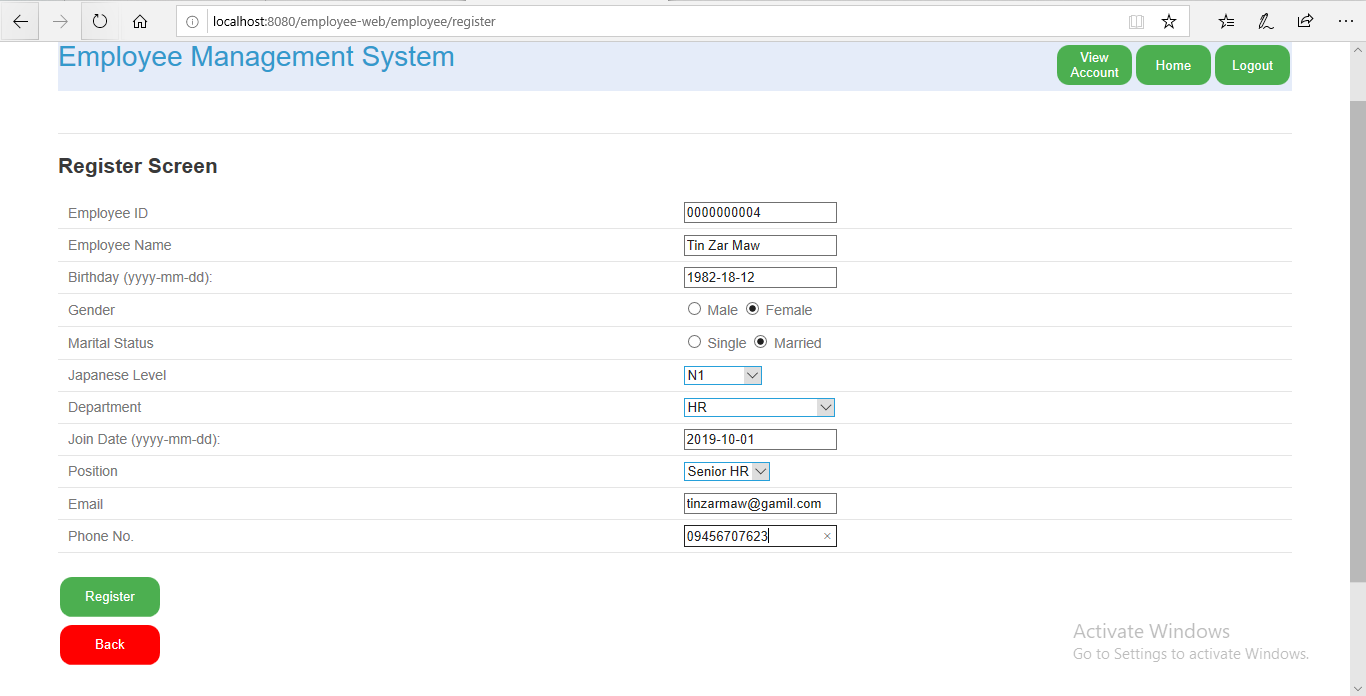 localhost:8080/employee-web/employee/register
Employee Management System
View Account
Home
Logout
Register Screen
Employee ID 0000000004
Employee Name Tin Zar Maw
Birthday (yyyy-mm-dd): 1982-18-12
Gender Male Female
Marital Status Single Married
Japanese Level N1
Department HR
Join Date (yyyy-mm-dd): 2019-10-01
Position Senior HR
Email tinzarmaw@gamil.com
Phone No. 09456707623
Register
Back
Activate Windows
Go to Settings to activate Windows.